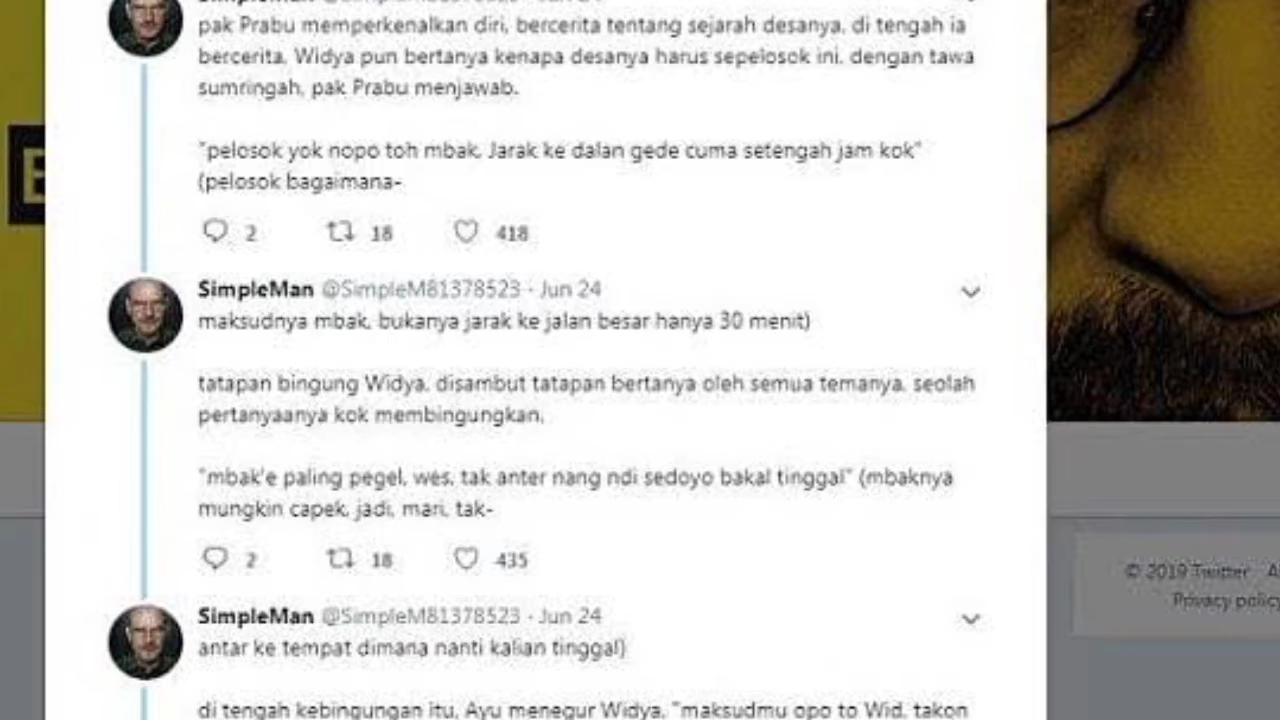 pak Prabu memperkenalkan diri, bercerita tentang sejarah desanya, di tengah ia
bercerita, Widya pun bertanya kenapa desanya harus sepelosok ini, dengan tawa
sumringah, pak Prabu menjawab.
"pelosok yok nopo toh mbak, Jarak ke dalan gede cuma setengah jam kok"
(pelosok bagaimana-
2 18 418
SimpleMan @SimpleM81378523 · Jun 24
maksudnya mbak, bukanya jarak ke jalan besar hanya 30 menit)
tatapan bingung Widya, disambut tatapan bertanya oleh semua temanya, seolah
pertanyaanya kok membingungkan,
"mbak'e paling pegel, wes, tak anter nang ndi sedoyo bakal tinggal" (mbaknya
mungkin capek, jadi, mari, tak-
2 18 435
SimpleMan @SimpleM81378523 · Jun 24
antar ke tempat dimana nanti kalian tinggal)
di tengah kebingungan itu, Ayu menegur Widya, "maksudmu opo to Wid, takon
© 2019 Twitter
Privacy policy